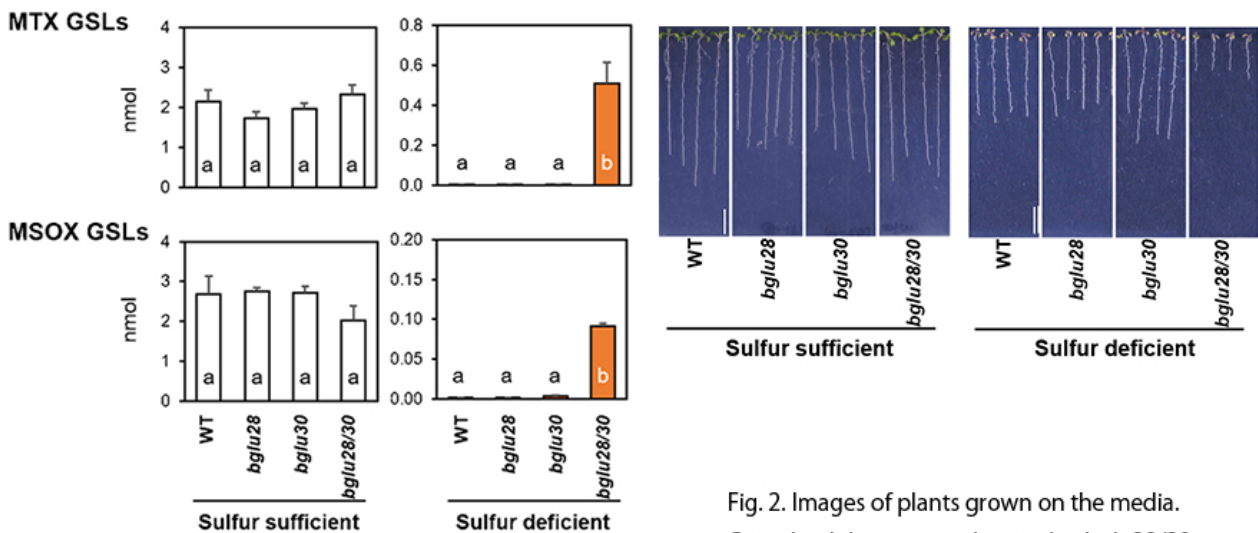 MTX GSLs
4
3
2
1
0
nmol
a a a a
0.8
0.6
0.4
0.2
0.0
a a a b
MSOX GSLs
4
3
2
1
0
nmol
a a a a
0.20
0.15
0.10
0.05
0.00
a a a b
WT
bglu28
bglu30
bglu28/30
Sulfur sufficient
WT
bglu28
bglu30
bglu28/30
Sulfur deficient
WT
bglu28
bglu30
bglu28/30
Sulfur sufficient
WT
bglu28
bglu30
bglu28/30
Sulfur deficient
Fig. 2. Images of plants grown on the media.